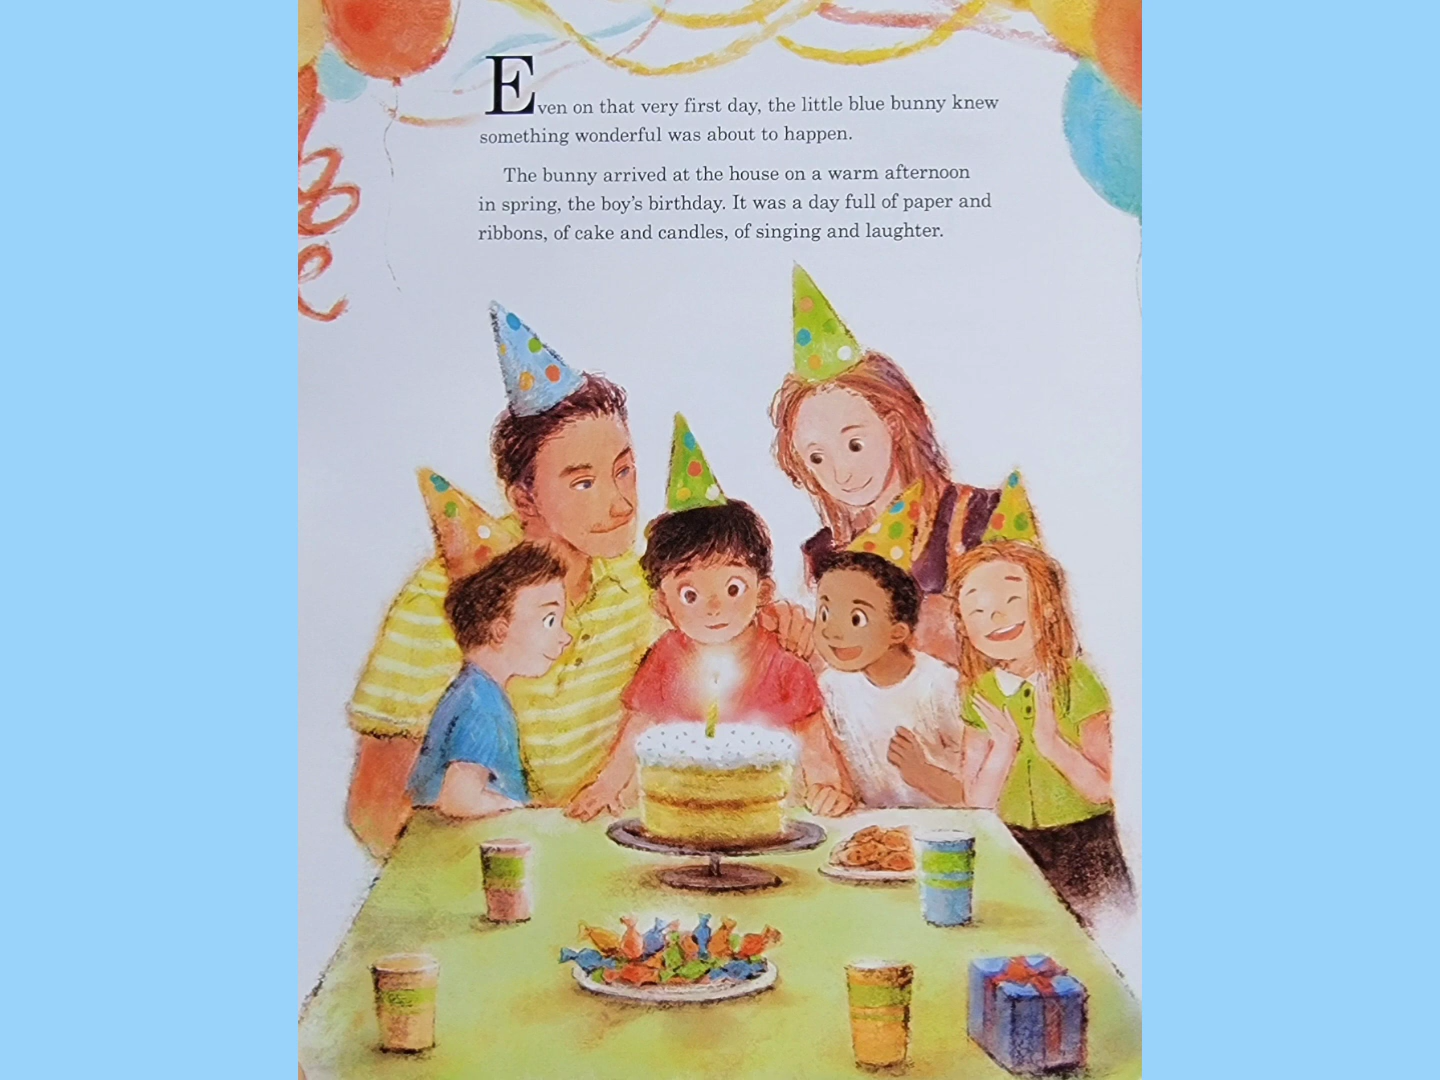 Even on that very first day, the little blue bunny knew
something wonderful was about to happen.
The bunny arrived at the house on a warm afternoon
in spring, the boy’s birthday. It was a day full of paper and
ribbons, of cake and candles, of singing and laughter.